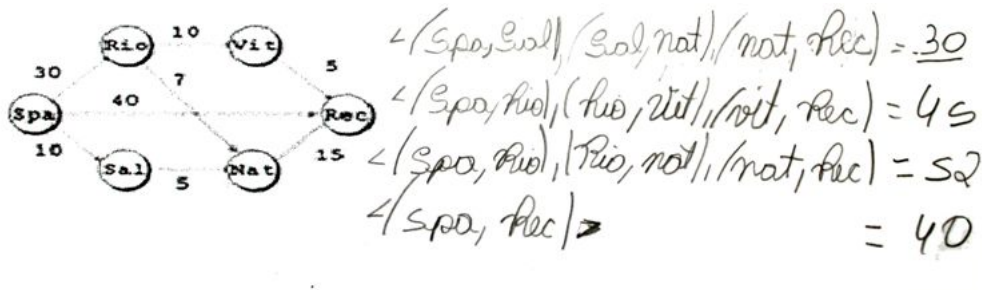 Rio 10 Vit
30 7 5
Spa 40 Rec
10 15
Sal 5 Nat
<(Spa, Sal) (Sal, nat), (nat, Rec) = 30
<(Spa, Rio), (Rio, Vit), (vit, Rec) = 45
<(Spa, Rio), (Rio, nat), (nat, Rec) = 52
<(Spa, Rec)> = 40